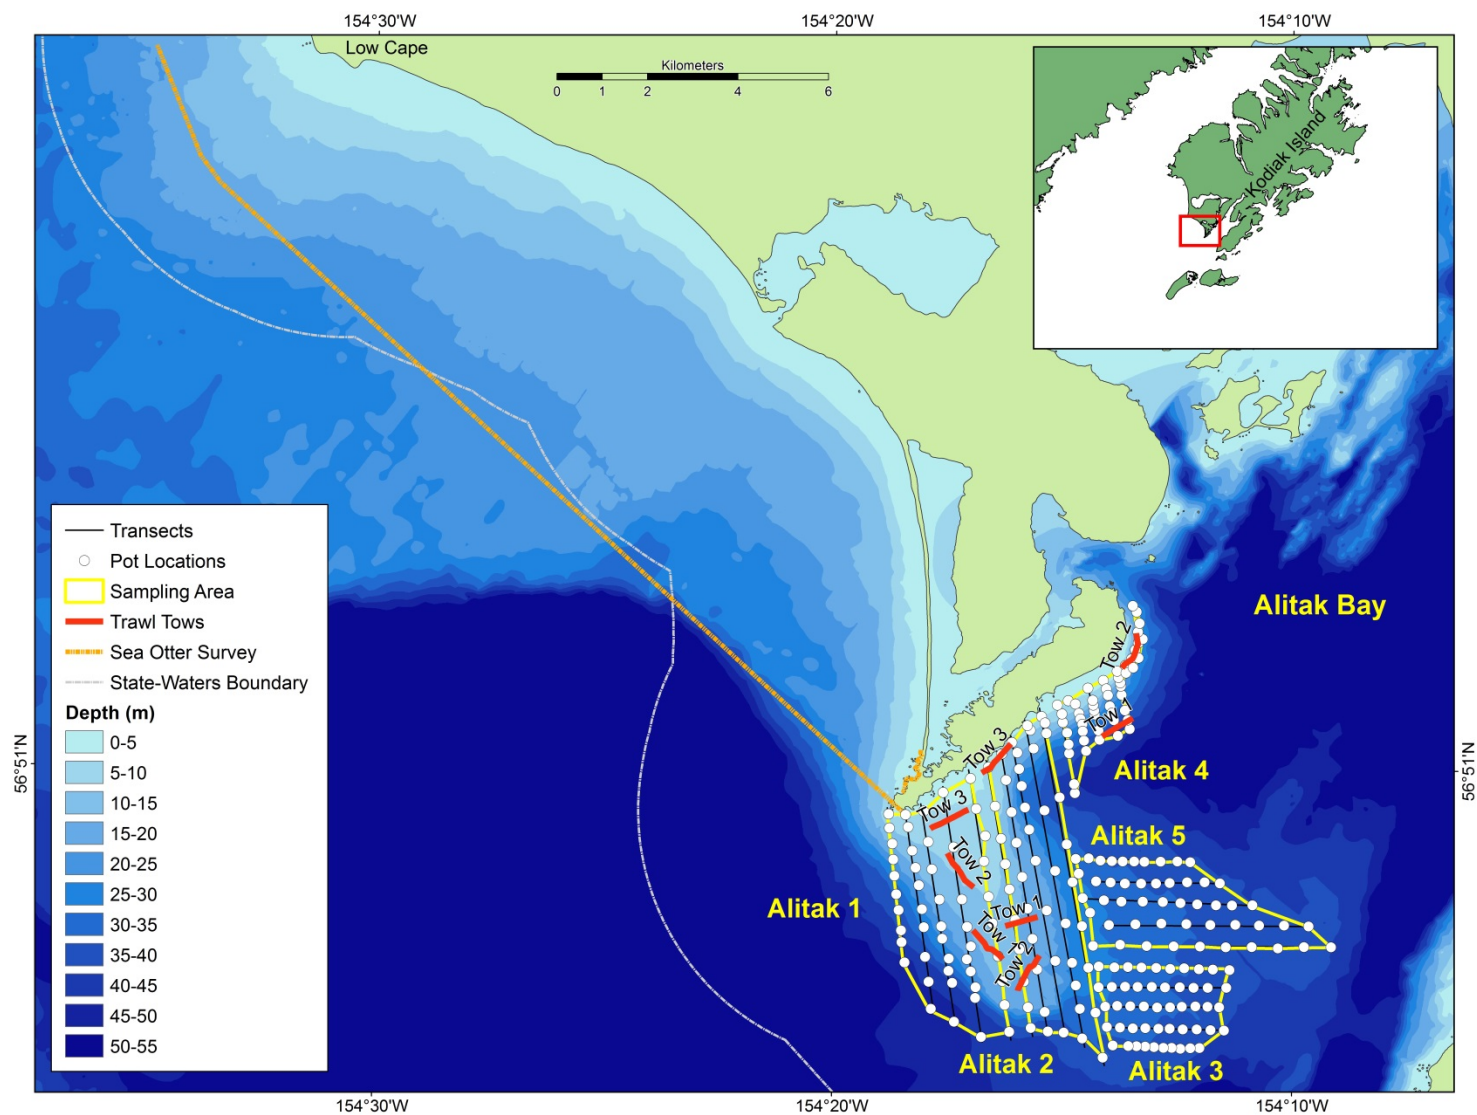 154°30'W
154°20'W
154°10'W
Low Cape
Kilometers
0 1 2 4 6
Kodiak Island
Transects
Pot Locations
Sampling Area
Trawl Tows
Sea Otter Survey
State-Waters Boundary
Depth (m)
0-5
5-10
10-15
15-20
20-25
25-30
30-35
35-40
40-45
45-50
50-55
Alitak Bay
Tow 2
Tow 1
Tow 3
Alitak 4
56°51'N
56°51'N
Tow 3
Alitak 5
Tow 2
Alitak 1
Tow 1
Tow 1
Tow 2
Alitak 2
Alitak 3
154°30'W
154°20'W
154°10'W